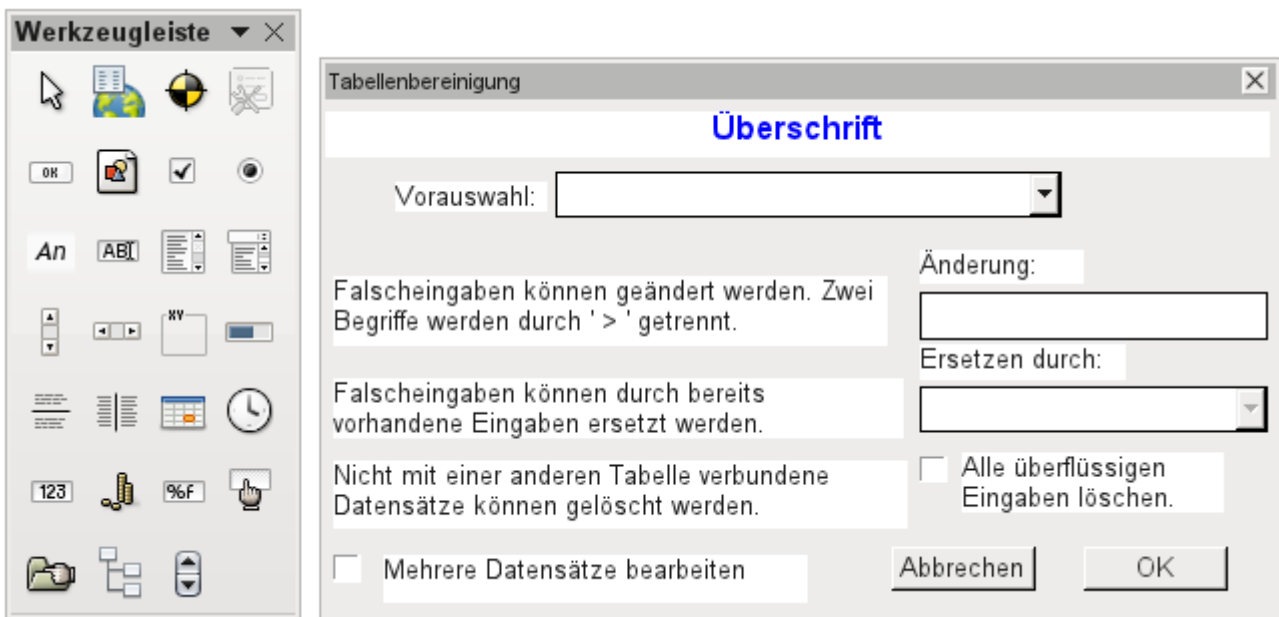 Werkzeugleiste
OK
An
ABI
XY
123
%F
Tabellenbereinigung
Überschrift
Vorauswahl:
Änderung:
Falscheingaben können geändert werden. Zwei
Begriffe werden durch ' > ' getrennt.
Ersetzen durch:
Falscheingaben können durch bereits
vorhandene Eingaben ersetzt werden.
Nicht mit einer anderen Tabelle verbundene
Datensätze können gelöscht werden.
Alle überflüssigen
Eingaben löschen.
Mehrere Datensätze bearbeiten
Abbrechen
OK